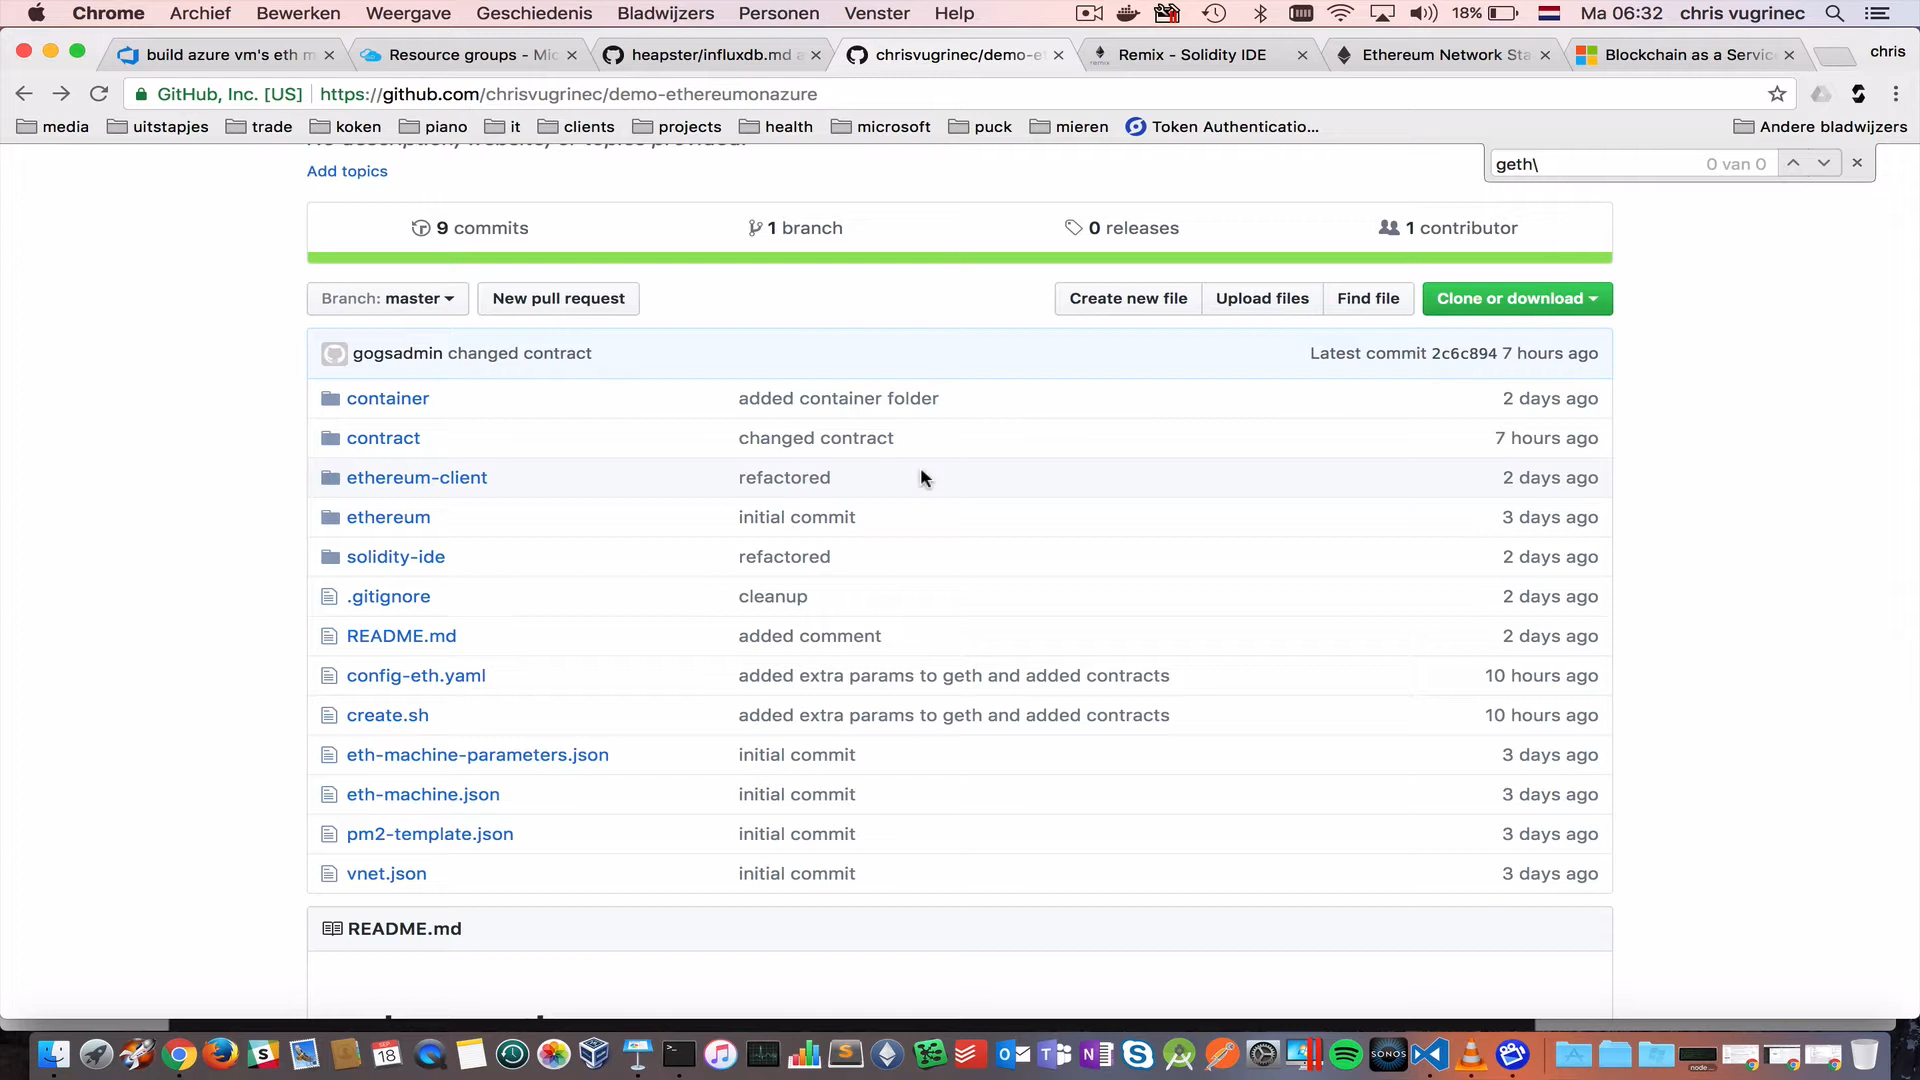 Chrome Archief Bewerken Weergave Geschiedenis Bladwijzers Personen Venster Help 18% Ma 06:32 chris vugrinec
build azure vm's eth m Resource groups - Mic heapster/influxdb.md a chrisvugrinec/demo-et Remix - Solidity IDE Ethereum Network Sta Blockchain as a Service chris
GitHub, Inc. [US] https://github.com/chrisvugrinec/demo-ethereumonazure
media uitstapjes trade koken piano it clients projects health microsoft puck mieren Token Authenticatio... Andere bladwijzers
geth\ 0 van 0
Add topics
9 commits 1 branch 0 releases 1 contributor
Branch: master New pull request Create new file Upload files Find file Clone or download
gogsadmin changed contract Latest commit 2c6c894 7 hours ago
container added container folder 2 days ago
contract changed contract 7 hours ago
ethereum-client refactored 2 days ago
ethereum initial commit 3 days ago
solidity-ide refactored 2 days ago
.gitignore cleanup 2 days ago
README.md added comment 2 days ago
config-eth.yaml added extra params to geth and added contracts 10 hours ago
create.sh added extra params to geth and added contracts 10 hours ago
eth-machine-parameters.json initial commit 3 days ago
eth-machine.json initial commit 3 days ago
pm2-template.json initial commit 3 days ago
vnet.json initial commit 3 days ago
README.md
SEP 18 SONOS node...